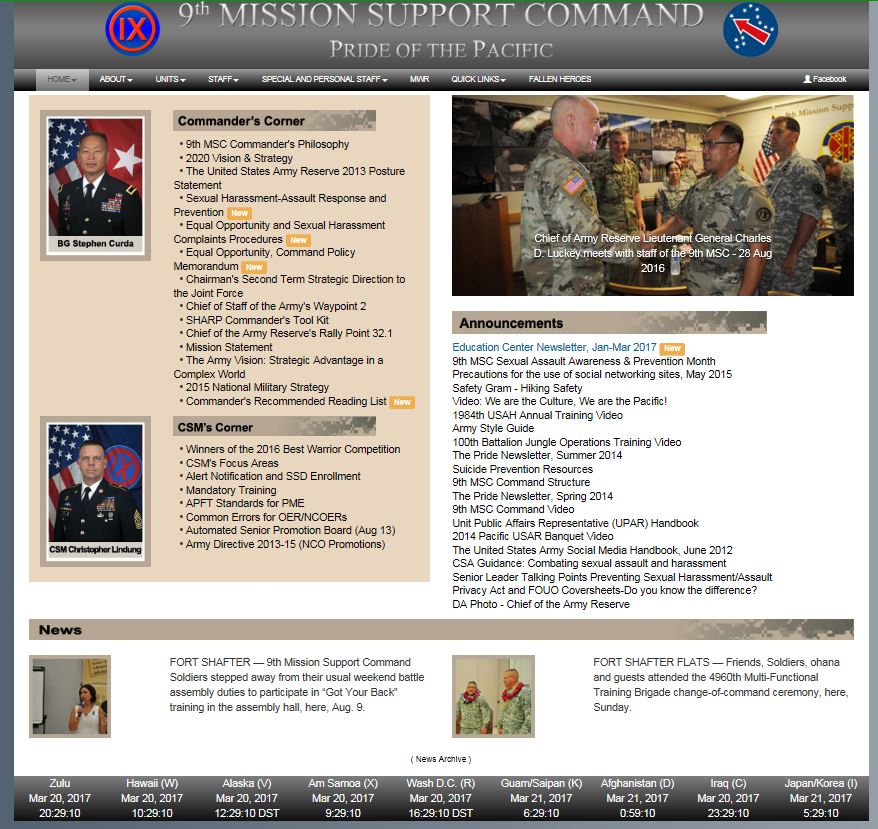 9th MISSION SUPPORT COMMAND
PRIDE OF THE PACIFIC
IX
HOME ABOUT UNITS STAFF SPECIAL AND PERSONAL STAFF MWR QUICK LINKS FALLEN HEROES Facebook
Commander's Corner
BG Stephen Curda
• 9th MSC Commander's Philosophy
• 2020 Vision & Strategy
• The United States Army Reserve 2013 Posture
Statement
• Sexual Harassment-Assault Response and
Prevention New
• Equal Opportunity and Sexual Harassment
Complaints Procedures New
• Equal Opportunity, Command Policy
Memorandum New
• Chairman's Second Term Strategic Direction to
the Joint Force
• Chief of Staff of the Army's Waypoint 2
• SHARP Commander's Tool Kit
• Chief of the Army Reserve's Rally Point 32.1
• Mission Statement
• The Army Vision: Strategic Advantage in a
Complex World
• 2015 National Military Strategy
• Commander's Recommended Reading List New
CSM's Corner
IX
CSM Christopher Lindung
• Winners of the 2016 Best Warrior Competition
• CSM's Focus Areas
• Alert Notification and SSD Enrollment
• Mandatory Training
• APFT Standards for PME
• Common Errors for OER/NCOERs
• Automated Senior Promotion Board (Aug 13)
• Army Directive 2013-15 (NCO Promotions)
9th Mission Supp
Chief of Army Reserve Lieutenant General Charles
D. Luckey meets with staff of the 9th MSC - 28 Aug
2016
Announcements
Education Center Newsletter, Jan-Mar 2017 New
9th MSC Sexual Assault Awareness & Prevention Month
Precautions for the use of social networking sites, May 2015
Safety Gram - Hiking Safety
Video: We are the Culture, We are the Pacific!
1984th USAH Annual Training Video
Army Style Guide
100th Battalion Jungle Operations Training Video
The Pride Newsletter, Summer 2014
Suicide Prevention Resources
9th MSC Command Structure
The Pride Newsletter, Spring 2014
9th MSC Command Video
Unit Public Affairs Representative (UPAR) Handbook
2014 Pacific USAR Banquet Video
The United States Army Social Media Handbook, June 2012
CSA Guidance: Combating sexual assault and harassment
Senior Leader Talking Points Preventing Sexual Harassment/Assault
Privacy Act and FOUO Coversheets-Do you know the difference?
DA Photo - Chief of the Army Reserve
News
FORT SHAFTER — 9th Mission Support Command
Soldiers stepped away from their usual weekend battle
assembly duties to participate in "Got Your Back"
training in the assembly hall, here, Aug. 9.
FORT SHAFTER FLATS — Friends, Soldiers, ohana
and guests attended the 4960th Multi-Functional
Training Brigade change-of-command ceremony, here,
Sunday.
( News Archive )
Zulu Hawaii (W) Alaska (V) Am Samoa (X) Wash D.C. (R) Guam/Saipan (K) Afghanistan (D) Iraq (C) Japan/Korea (I)
Mar 20, 2017 Mar 20, 2017 Mar 20, 2017 Mar 20, 2017 Mar 20, 2017 Mar 21, 2017 Mar 21, 2017 Mar 20, 2017 Mar 21, 2017
20:29:10 10:29:10 12:29:10 DST 9:29:10 16:29:10 DST 6:29:10 0:59:10 23:29:10 5:29:10